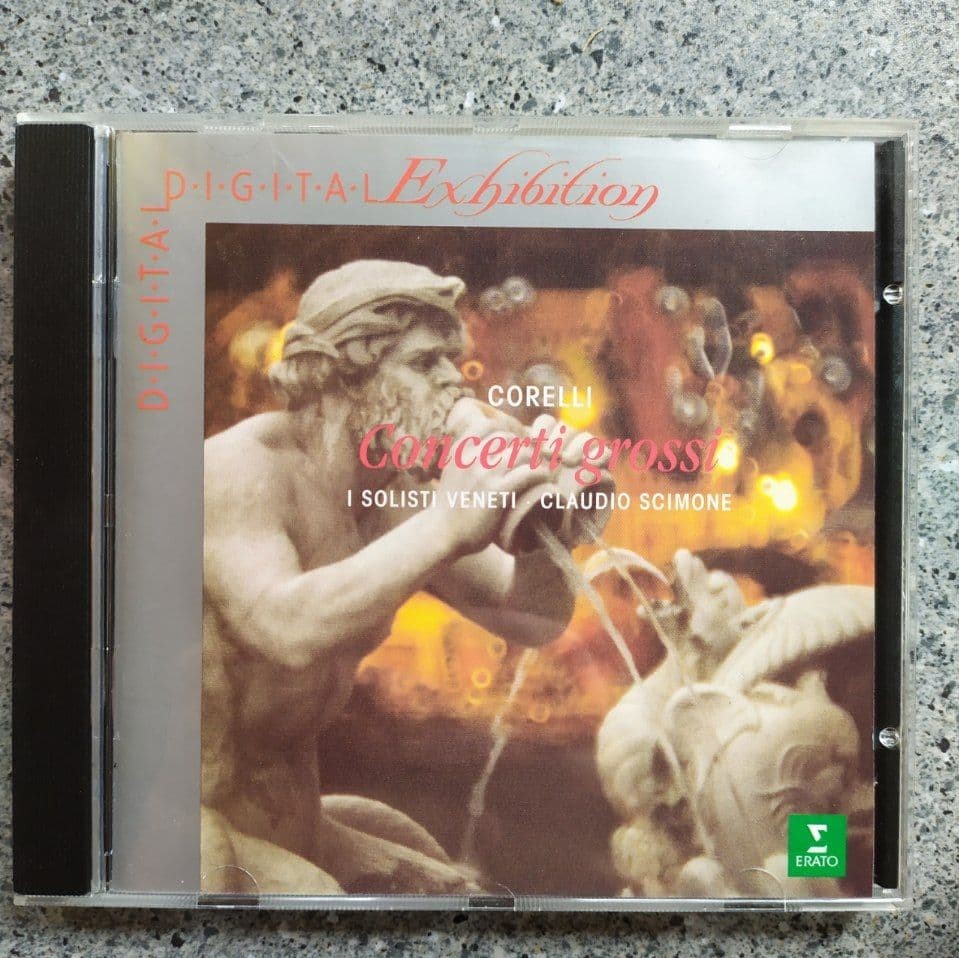 D·I·G·I·T·A·L Exhibition
D·I·G·I·T·A·L
CORELLI
Concerti grossi
I SOLISTI VENETI · CLAUDIO SCIMONE
ERATO